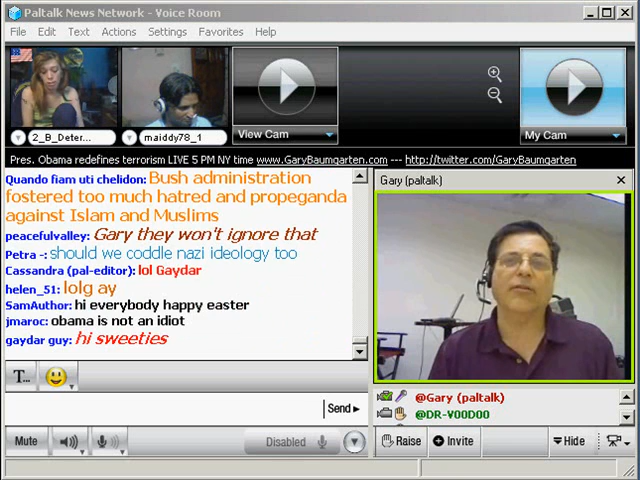 Paltalk News Network - Voice Room
File Edit Text Actions Settings Favorites Help
2_B_Deter...
maiddy78_1
View Cam
My Cam
Pres. Obama redefines terrorism LIVE 5 PM NY time www.GaryBaumgarten.com --- http://twitter.com/GaryBaumgarten
Quando fiam uti chelidon: Bush administration
fostered too much hatred and propeganda
against Islam and Muslims
peacefulvalley: Gary they won't ignore that
Petra -: should we coddle nazi ideology too
Cassandra (pal-editor): lol Gaydar
helen_51: lolg ay
SamAuthor: hi everybody happy easter
jmaroc: obama is not an idiot
gaydar guy: hi sweeties
Gary (paltalk)
T...
Send
@Gary (paltalk)
@DR-V00D00
Mute
Disabled
Raise
Invite
Hide